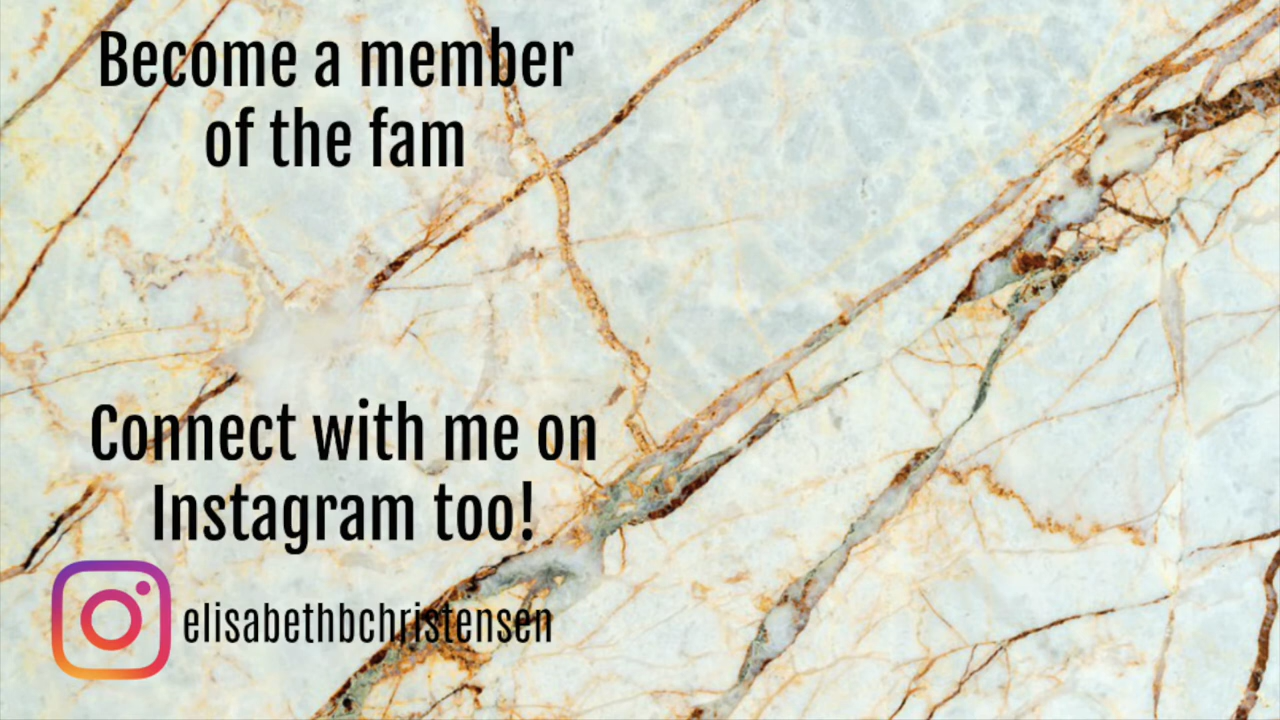 Become a member
of the fam
Connect with me on
Instagram too!
elisabethbchristensen